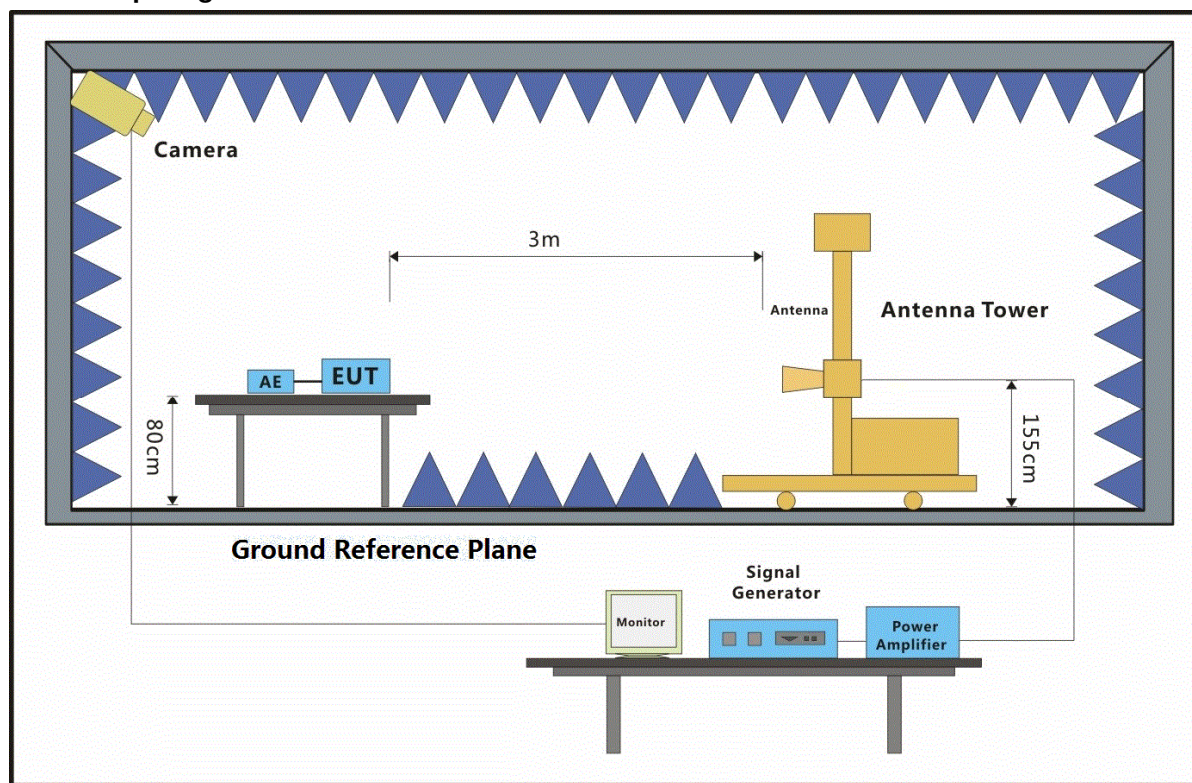 Camera
3m
Antenna
Antenna Tower
AE
EUT
80cm
155cm
Ground Reference Plane
Signal
Generator
Monitor
Power
Amplifier